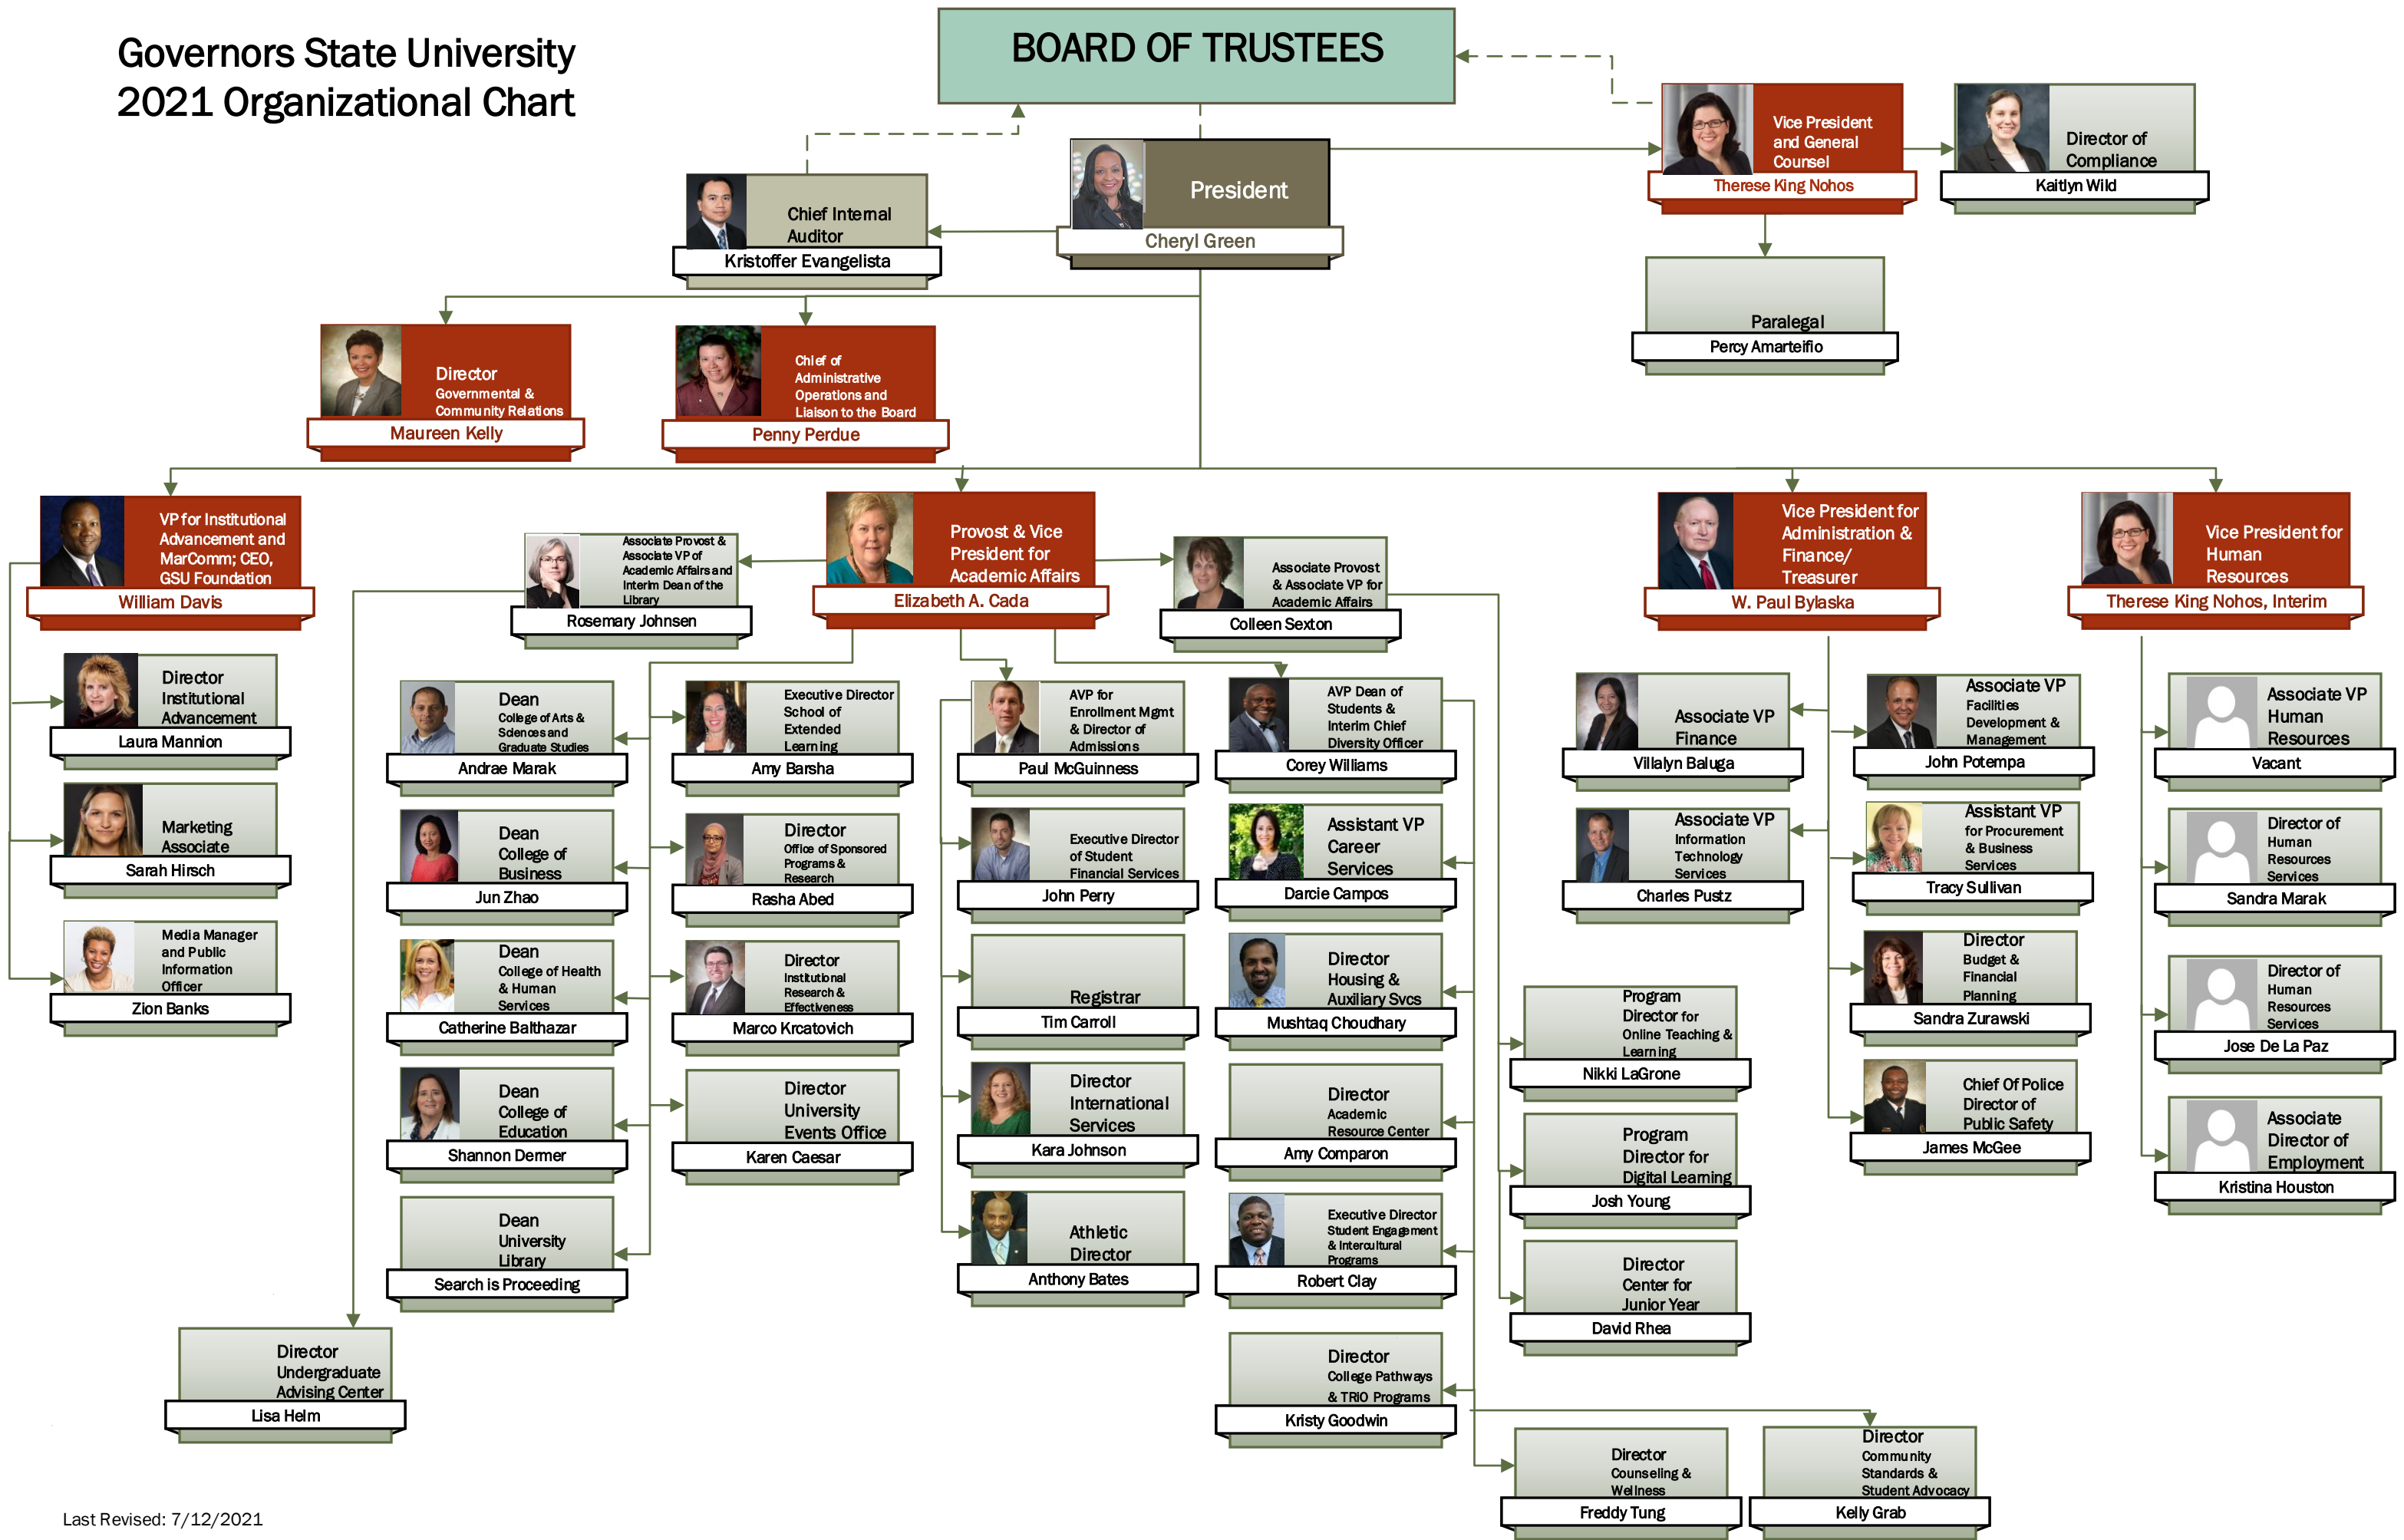 Governors State University
2021 Organizational Chart
BOARD OF TRUSTEES
Vice President
and General
Counsel
Therese King Nohos
Director of
Compliance
Kaitlyn Wild
President
Cheryl Green
Chief Internal
Auditor
Kristoffer Evangelista
Paralegal
Percy Amarteifio
Director
Governmental &
Community Relations
Maureen Kelly
Chief of
Administrative
Operations and
Liaison to the Board
Penny Perdue
VP for Institutional
Advancement and
MarComm; CEO,
GSU Foundation
William Davis
Associate Provost &
Associate VP of
Academic Affairs and
Interim Dean of the
Library
Rosemary Johnsen
Provost & Vice
President for
Academic Affairs
Elizabeth A. Cada
Associate Provost
& Associate VP for
Academic Affairs
Colleen Sexton
Vice President for
Administration &
Finance/
Treasurer
W. Paul Bylaska
Vice President for
Human
Resources
Therese King Nohos, Interim
Director
Institutional
Advancement
Laura Mannion
Marketing
Associate
Sarah Hirsch
Media Manager
and Public
Information
Officer
Zion Banks
Dean
College of Arts &
Sciences and
Graduate Studies
Andrae Marak
Dean
College of
Business
Jun Zhao
Dean
College of Health
& Human
Services
Catherine Balthazar
Dean
College of
Education
Shannon Dermer
Dean
University
Library
Search is Proceeding
Executive Director
School of
Extended
Learning
Amy Barsha
Director
Office of Sponsored
Programs &
Research
Rasha Abed
Director
Institutional
Research &
Effectiveness
Marco Krcatovich
Director
University
Events Office
Karen Caesar
AVP for
Enrollment Mgmt
& Director of
Admissions
Paul McGuinness
Executive Director
of Student
Financial Services
John Perry
Registrar
Tim Carroll
Director
International
Services
Kara Johnson
Athletic
Director
Anthony Bates
AVP Dean of
Students &
Interim Chief
Diversity Officer
Corey Williams
Assistant VP
Career
Services
Darcie Campos
Director
Housing &
Auxiliary Svcs
Mushtaq Choudhary
Director
Academic
Resource Center
Amy Comparon
Executive Director
Student Engagement
& Intercultural
Programs
Robert Clay
Director
College Pathways
& TRIO Programs
Kristy Goodwin
Program
Director for
Online Teaching &
Learning
Nikki LaGrone
Program
Director for
Digital Learning
Josh Young
Director
Center for
Junior Year
David Rhea
Associate VP
Finance
Villalyn Baluga
Associate VP
Information
Technology
Services
Charles Pustz
Associate VP
Facilities
Development &
Management
John Potempa
Assistant VP
for Procurement
& Business
Services
Tracy Sullivan
Director
Budget &
Financial
Planning
Sandra Zurawski
Chief Of Police
Director of
Public Safety
James McGee
Associate VP
Human
Resources
Vacant
Director of
Human
Resources
Services
Sandra Marak
Director of
Human
Resources
Services
Jose De La Paz
Associate
Director of
Employment
Kristina Houston
Director
Undergraduate
Advising Center
Lisa Helm
Director
Counseling &
Wellness
Freddy Tung
Director
Community
Standards &
Student Advocacy
Kelly Grab
Last Revised: 7/12/2021